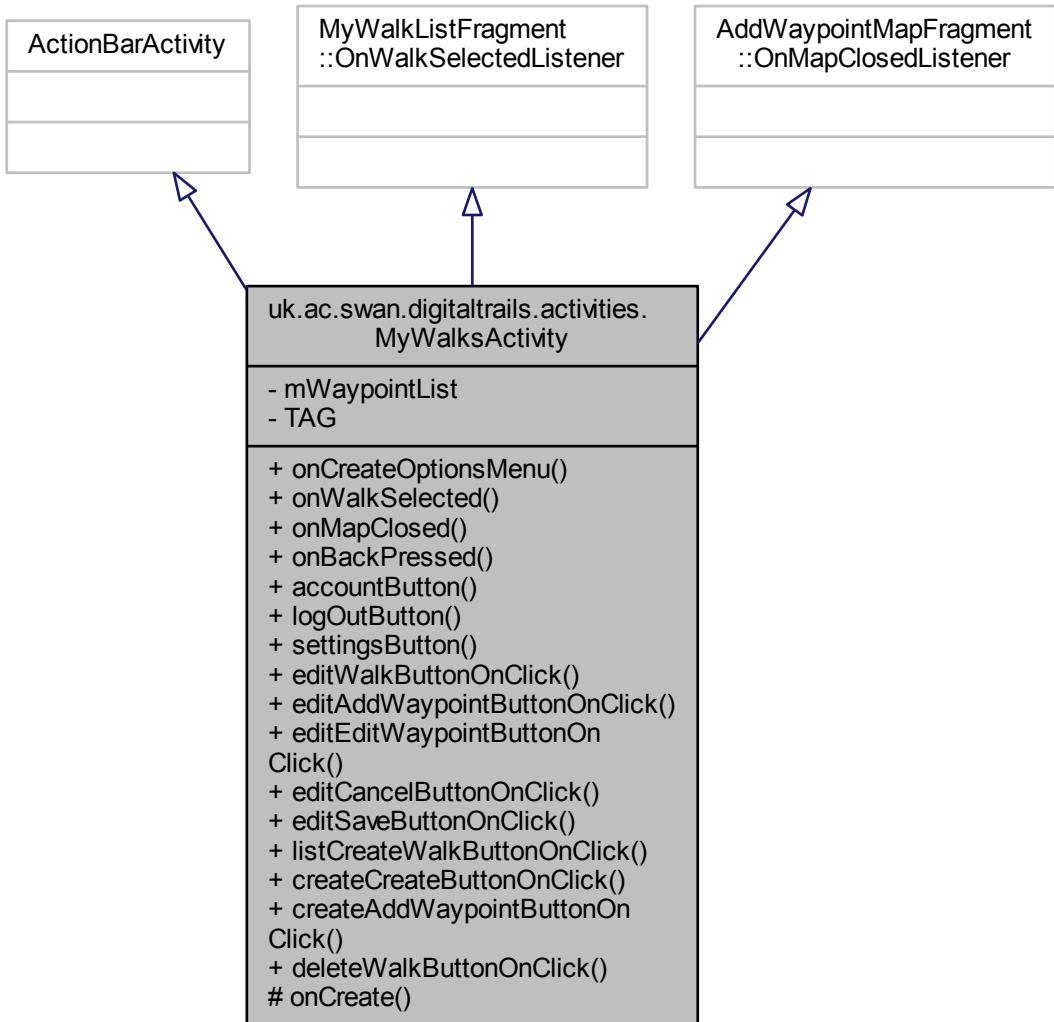 ActionBarActivity
MyWalkListFragment
::OnWalkSelectedListener
AddWaypointMapFragment
::OnMapClosedListener
uk.ac.swan.digitaltrails.activities.
MyWalksActivity
- mWaypointList
- TAG
+ onCreateOptionsMenu()
+ onWalkSelected()
+ onMapClosed()
+ onBackPressed()
+ accountButton()
+ logOutButton()
+ settingsButton()
+ editWalkButtonOnClick()
+ editAddWaypointButtonOnClick()
+ editEditWaypointButtonOn
Click()
+ editCancelButtonOnClick()
+ editSaveButtonOnClick()
+ listCreateWalkButtonOnClick()
+ createCreateButtonOnClick()
+ createAddWaypointButtonOn
Click()
+ deleteWalkButtonOnClick()
# onCreate()